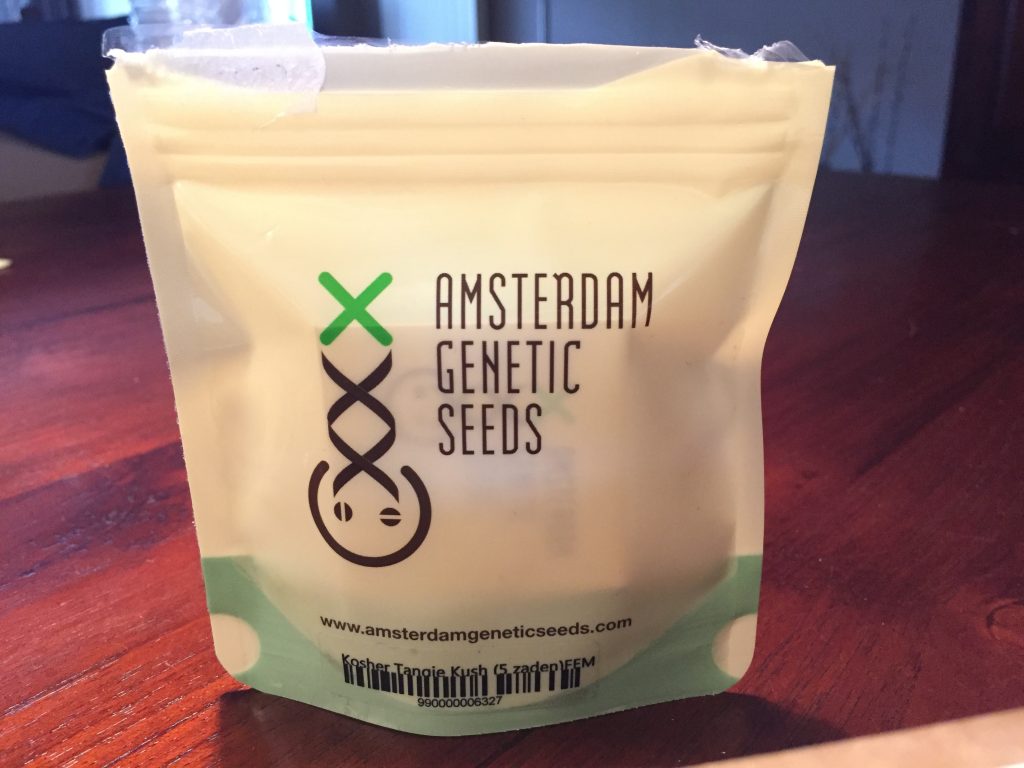 AMSTERDAM
GENETIC
SEEDS
www.amsterdamgeneticseeds.com
Kosher Tangie Kush (5 zaden)FEM
990000006327